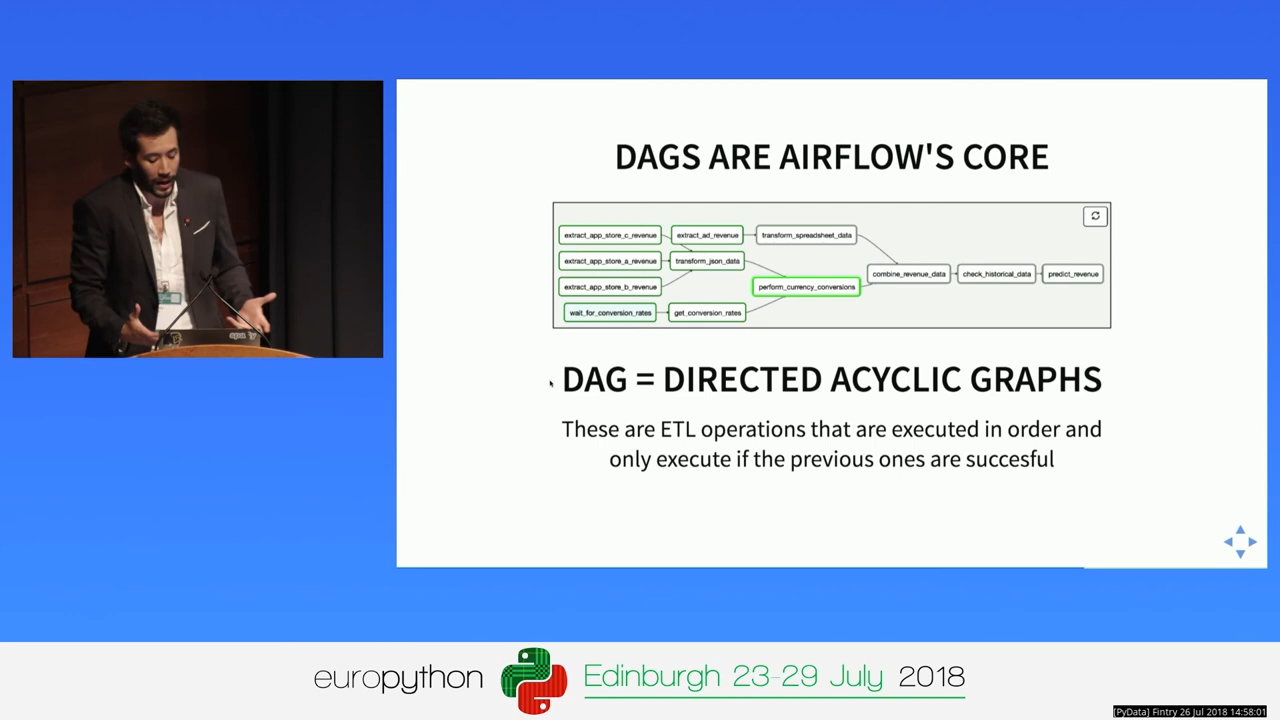 DAGS ARE AIRFLOW'S CORE
extract_app_store_c_revenue
extract_ad_revenue
transform_spreadsheet_data
extract_app_store_a_revenue
transform_json_data
combine_revenue_data
check_historical_data
predict_revenue
extract_app_store_b_revenue
perform_currency_conversions
wait_for_conversion_rates
get_conversion_rates
DAG = DIRECTED ACYCLIC GRAPHS
These are ETL operations that are executed in order and
only execute if the previous ones are succesful
europython Edinburgh 23-29 July 2018
[PyData] Fintry 26 Jul 2018 14:58:01